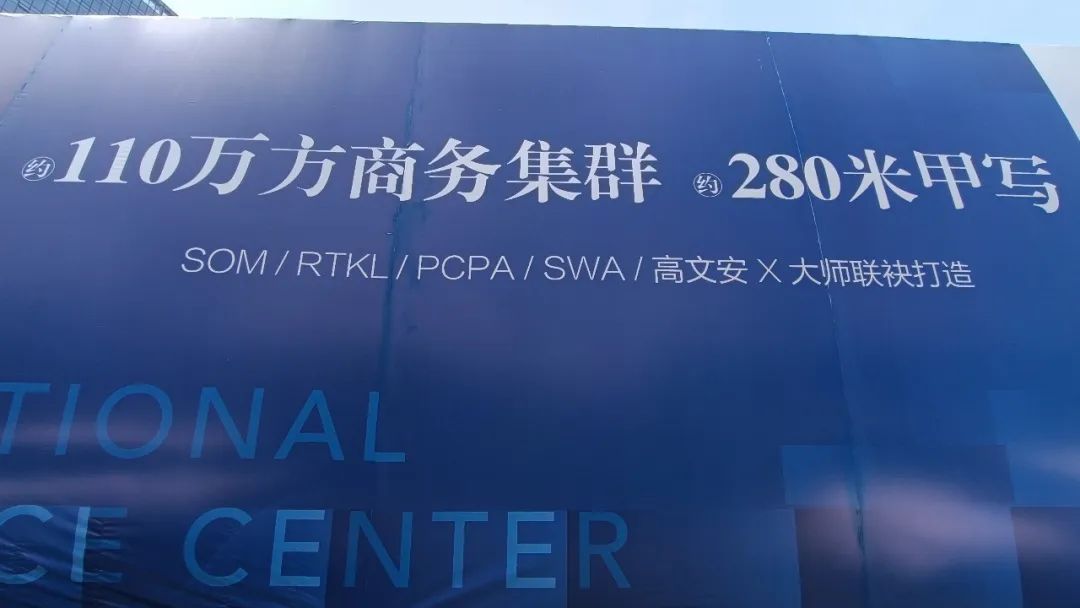 约110万方商务集群 约280米甲写
SOM / RTKL / PCPA / SWA / 高文安 X 大师联袂打造
TIONAL
CE CENTER